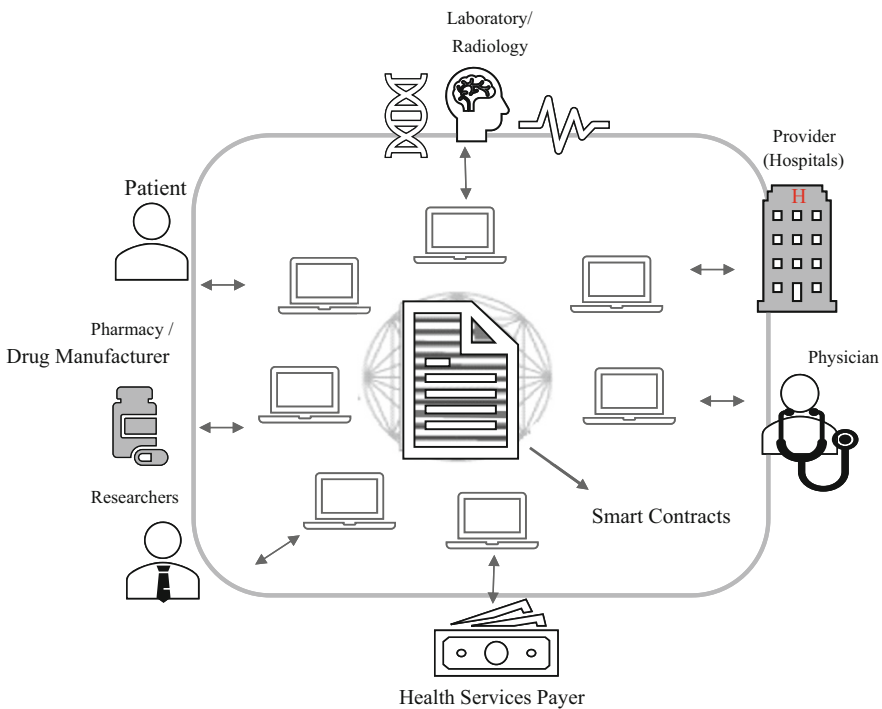 Laboratory/
Radiology
Provider
(Hospitals)
H
Patient
Pharmacy /
Drug Manufacturer
Physician
Researchers
Smart Contracts
Health Services Payer